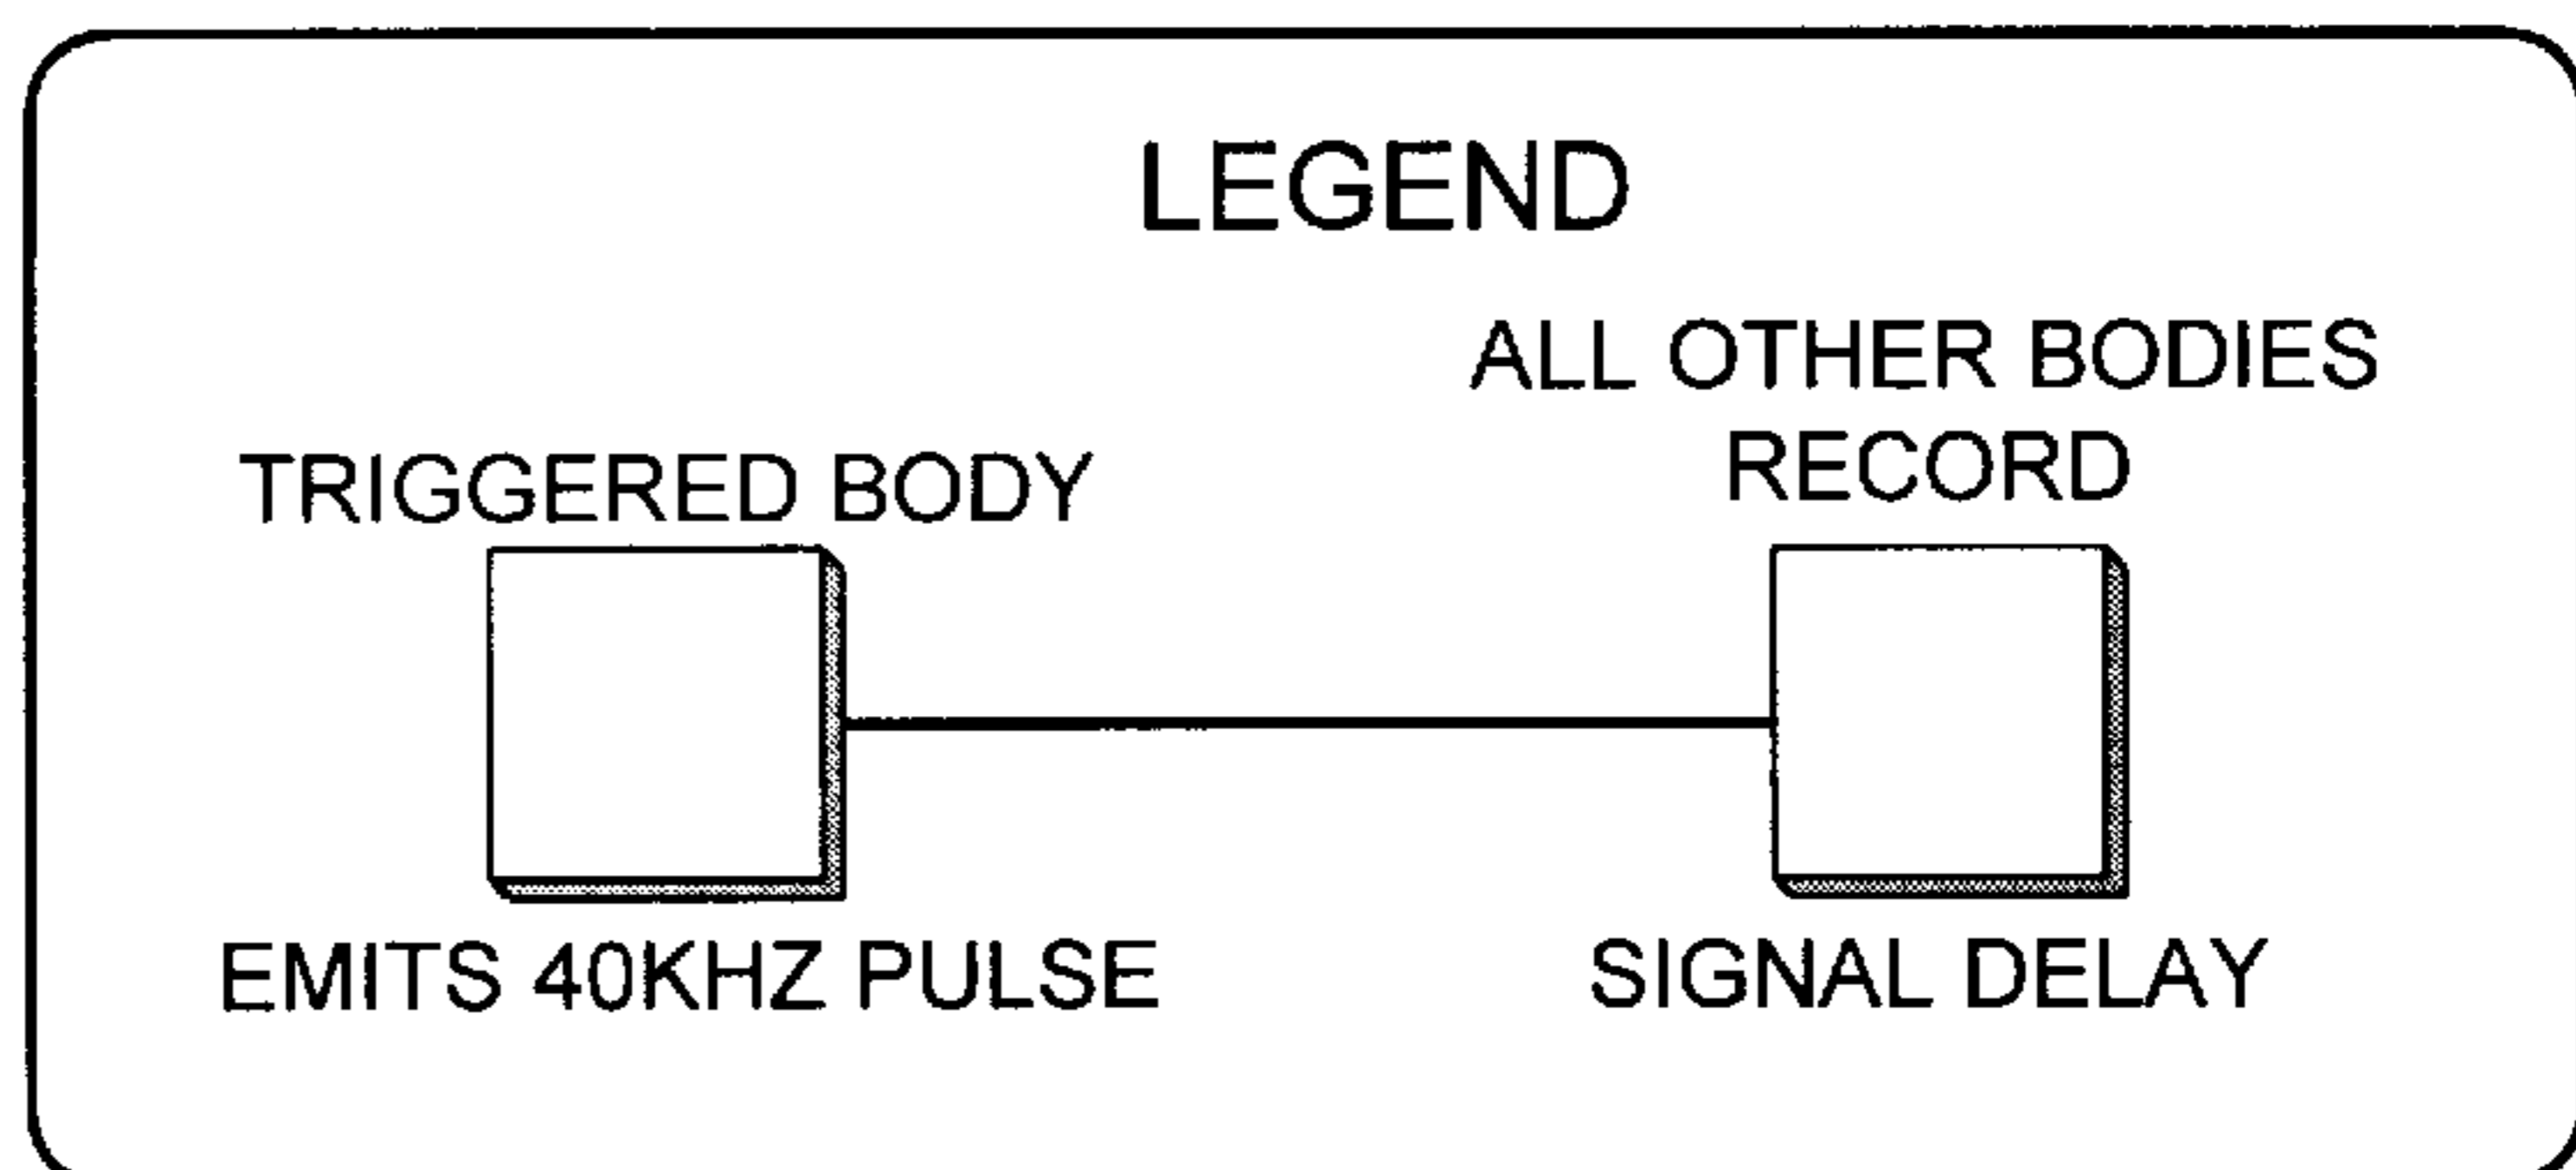 LEGEND
TRIGGERED BODY
EMITS 40KHZ PULSE
ALL OTHER BODIES
RECORD
SIGNAL DELAY